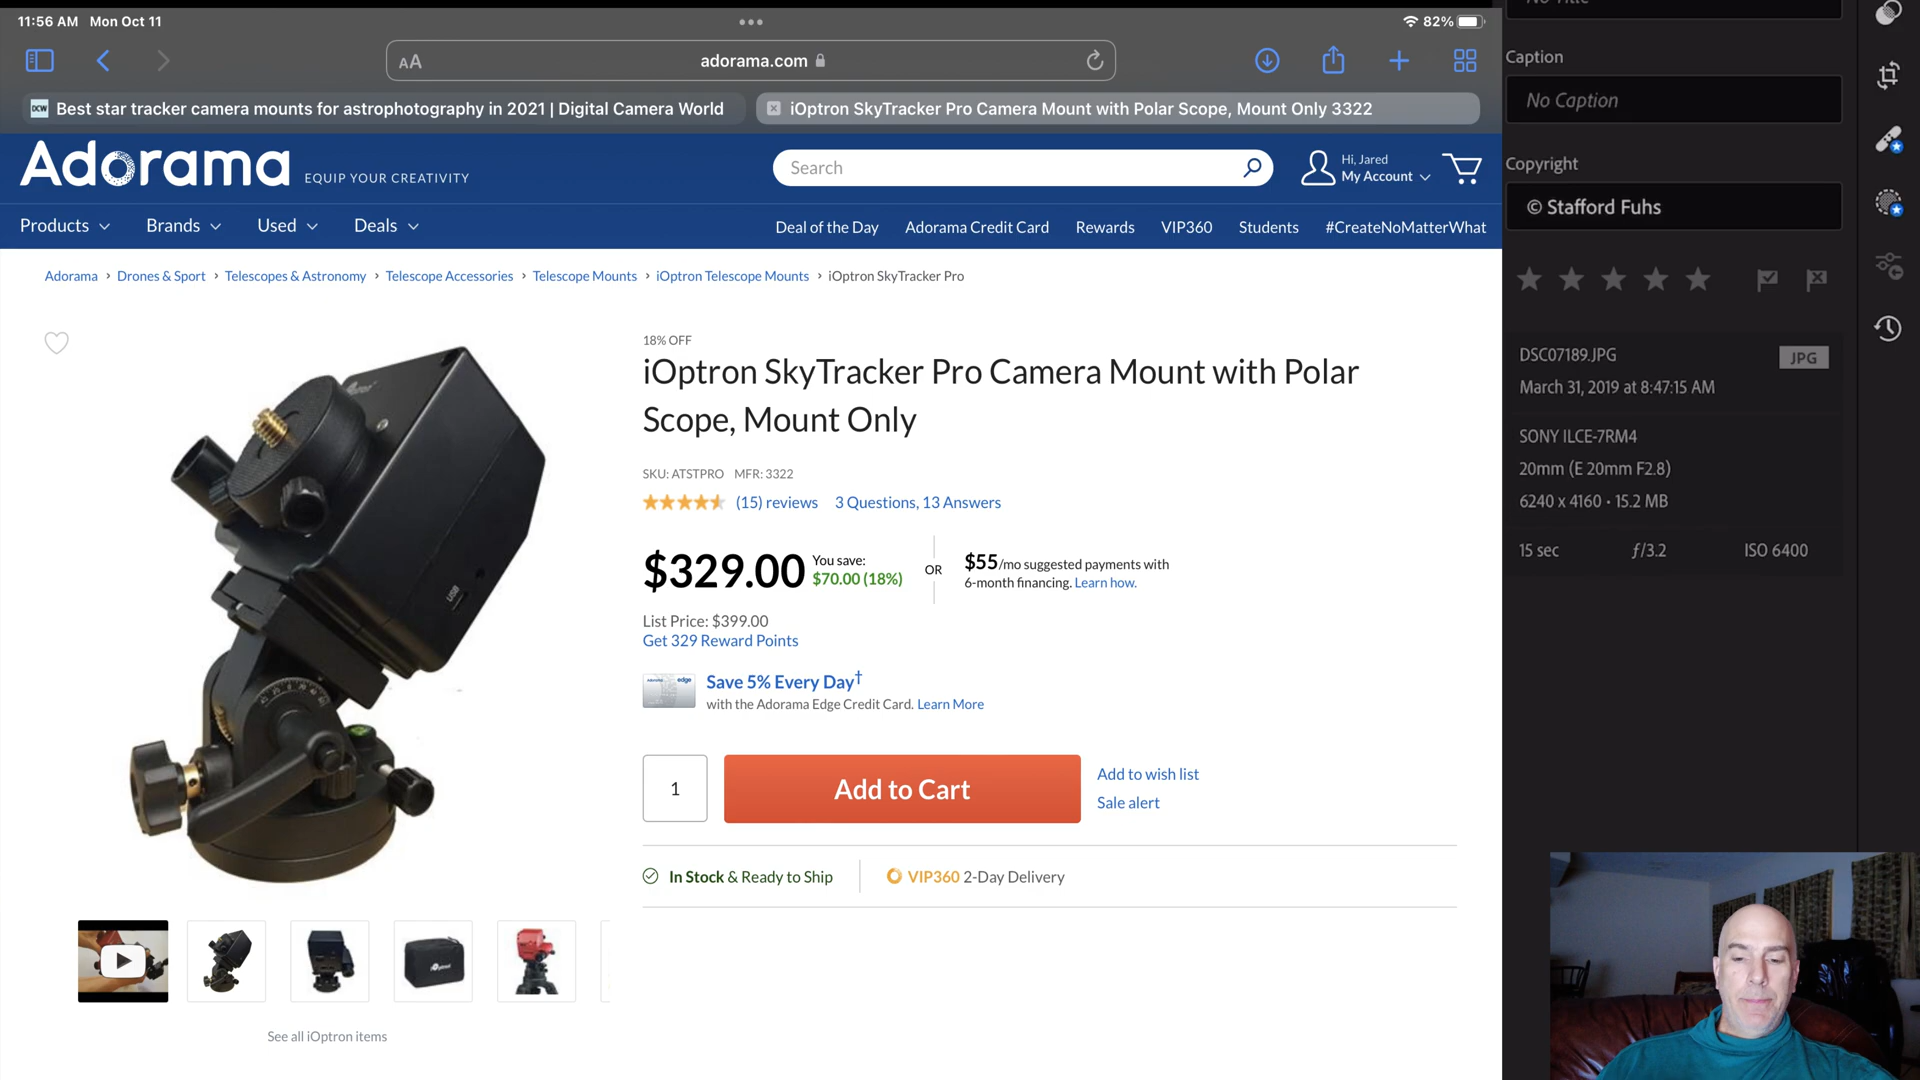 11:56 AM Mon Oct 11
82%
AA
adorama.com
DCW Best star tracker camera mounts for astrophotography in 2021 | Digital Camera World
iOptron SkyTracker Pro Camera Mount with Polar Scope, Mount Only 3322
Adorama EQUIP YOUR CREATIVITY
Search
Hi, Jared
My Account
Products
Brands
Used
Deals
Deal of the Day
Adorama Credit Card
Rewards
VIP360
Students
#CreateNoMatterWhat
Adorama › Drones & Sport › Telescopes & Astronomy › Telescope Accessories › Telescope Mounts › iOptron Telescope Mounts › iOptron SkyTracker Pro
18% OFF
iOptron SkyTracker Pro Camera Mount with Polar
Scope, Mount Only
SKU: ATSTPRO MFR: 3322
(15) reviews 3 Questions, 13 Answers
$329.00
You save:
$70.00 (18%)
OR
$55/mo suggested payments with
6-month financing. Learn how.
List Price: $399.00
Get 329 Reward Points
Save 5% Every Day†
with the Adorama Edge Credit Card. Learn More
edge
1
Add to Cart
Add to wish list
Sale alert
In Stock & Ready to Ship
VIP360 2-Day Delivery
USB
See all iOptron items
No Title
Caption
No Caption
Copyright
© Stafford Fuhs
DSC07189.JPG
JPG
March 31, 2019 at 8:47:15 AM
SONY ILCE-7RM4
20mm (E 20mm F2.8)
6240 x 4160 • 15.2 MB
15 sec
ƒ/3.2
ISO 6400